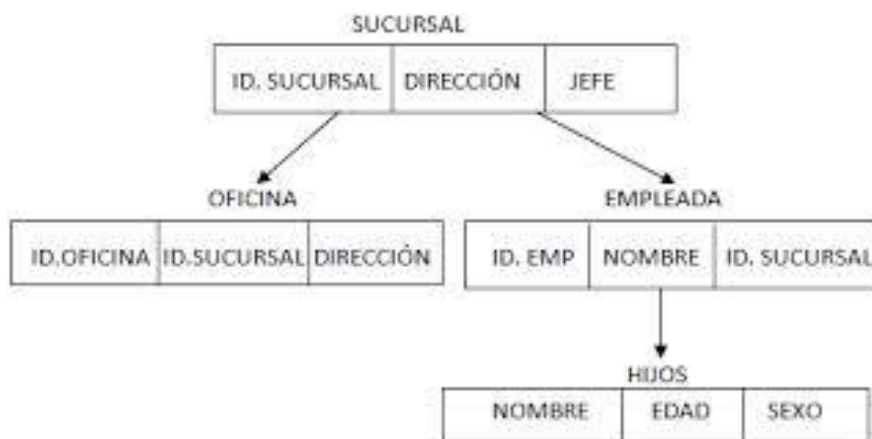 SUCURSAL
ID. SUCURSAL DIRECCIÓN JEFE
OFICINA EMPLEADA
ID.OFICINA ID.SUCURSAL DIRECCIÓN ID. EMP NOMBRE ID. SUCURSAL
HIJOS
NOMBRE EDAD SEXO